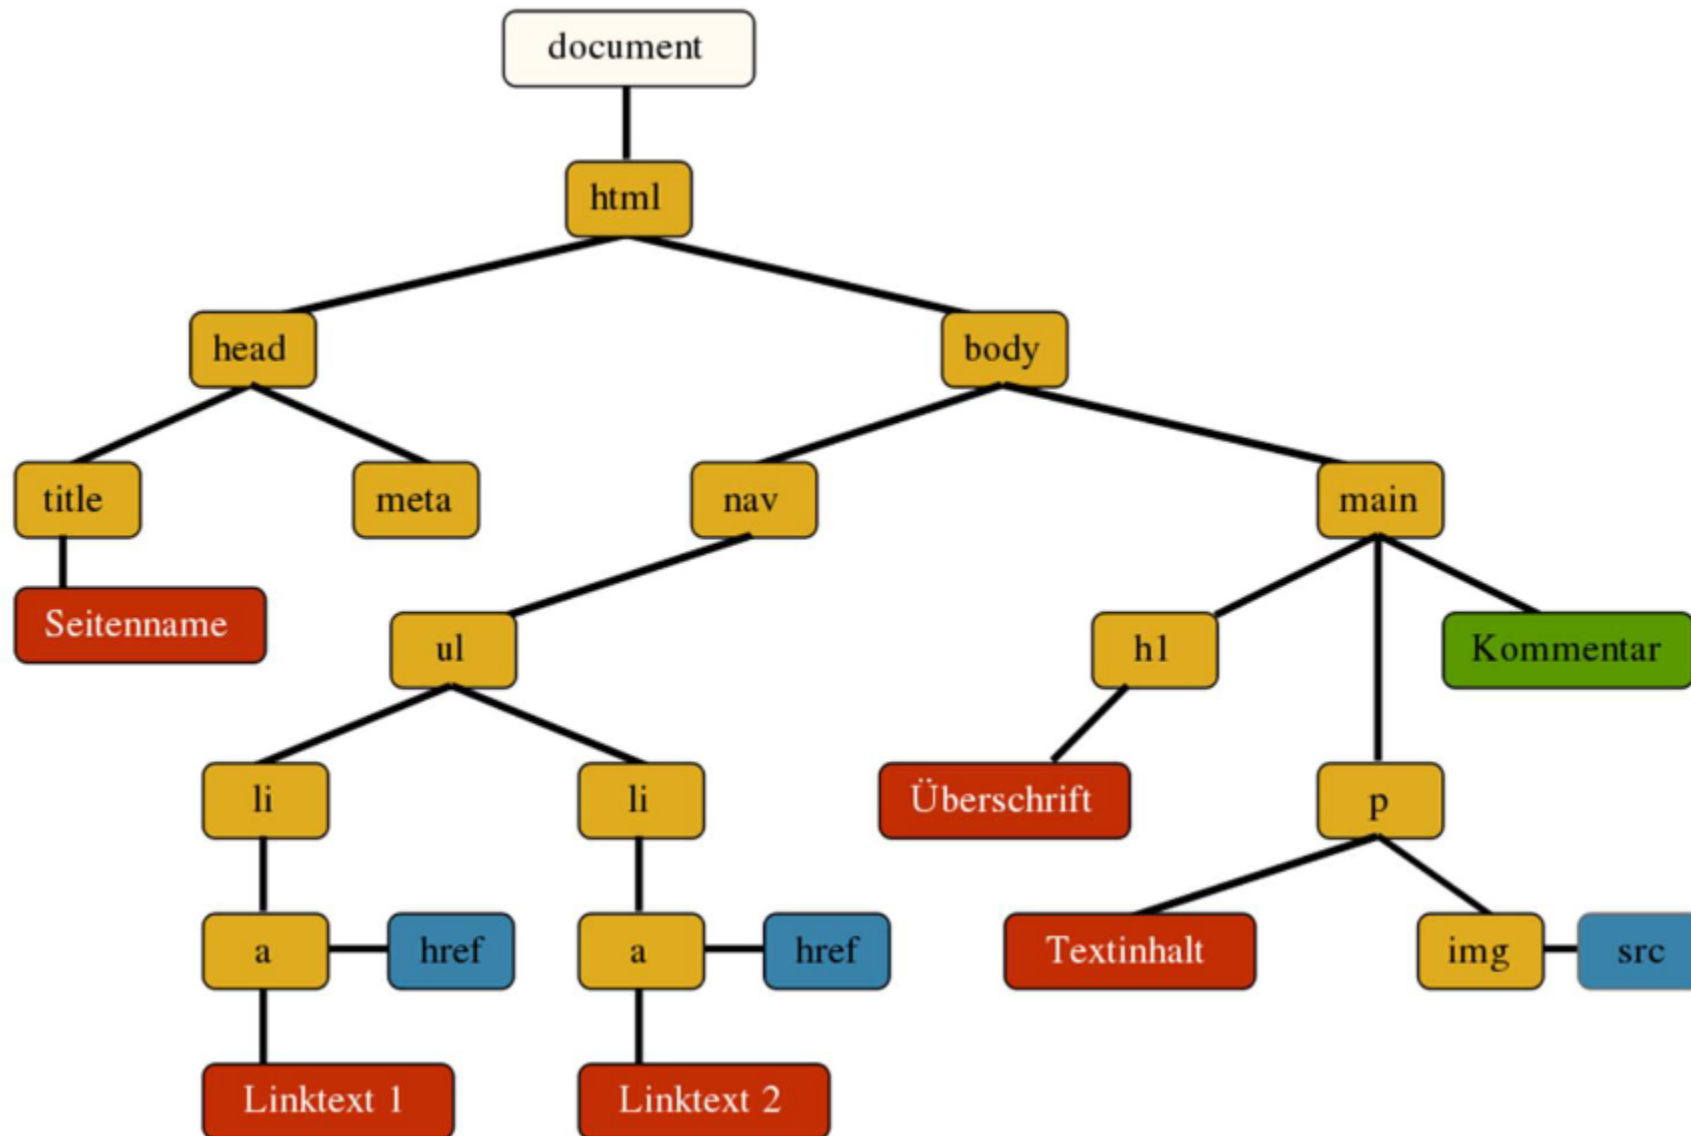 document
html
head
body
title
meta
nav
main
Seitenname
ul
h1
Kommentar
li
li
Überschrift
p
a
href
a
href
Textinhalt
img
src
Linktext 1
Linktext 2